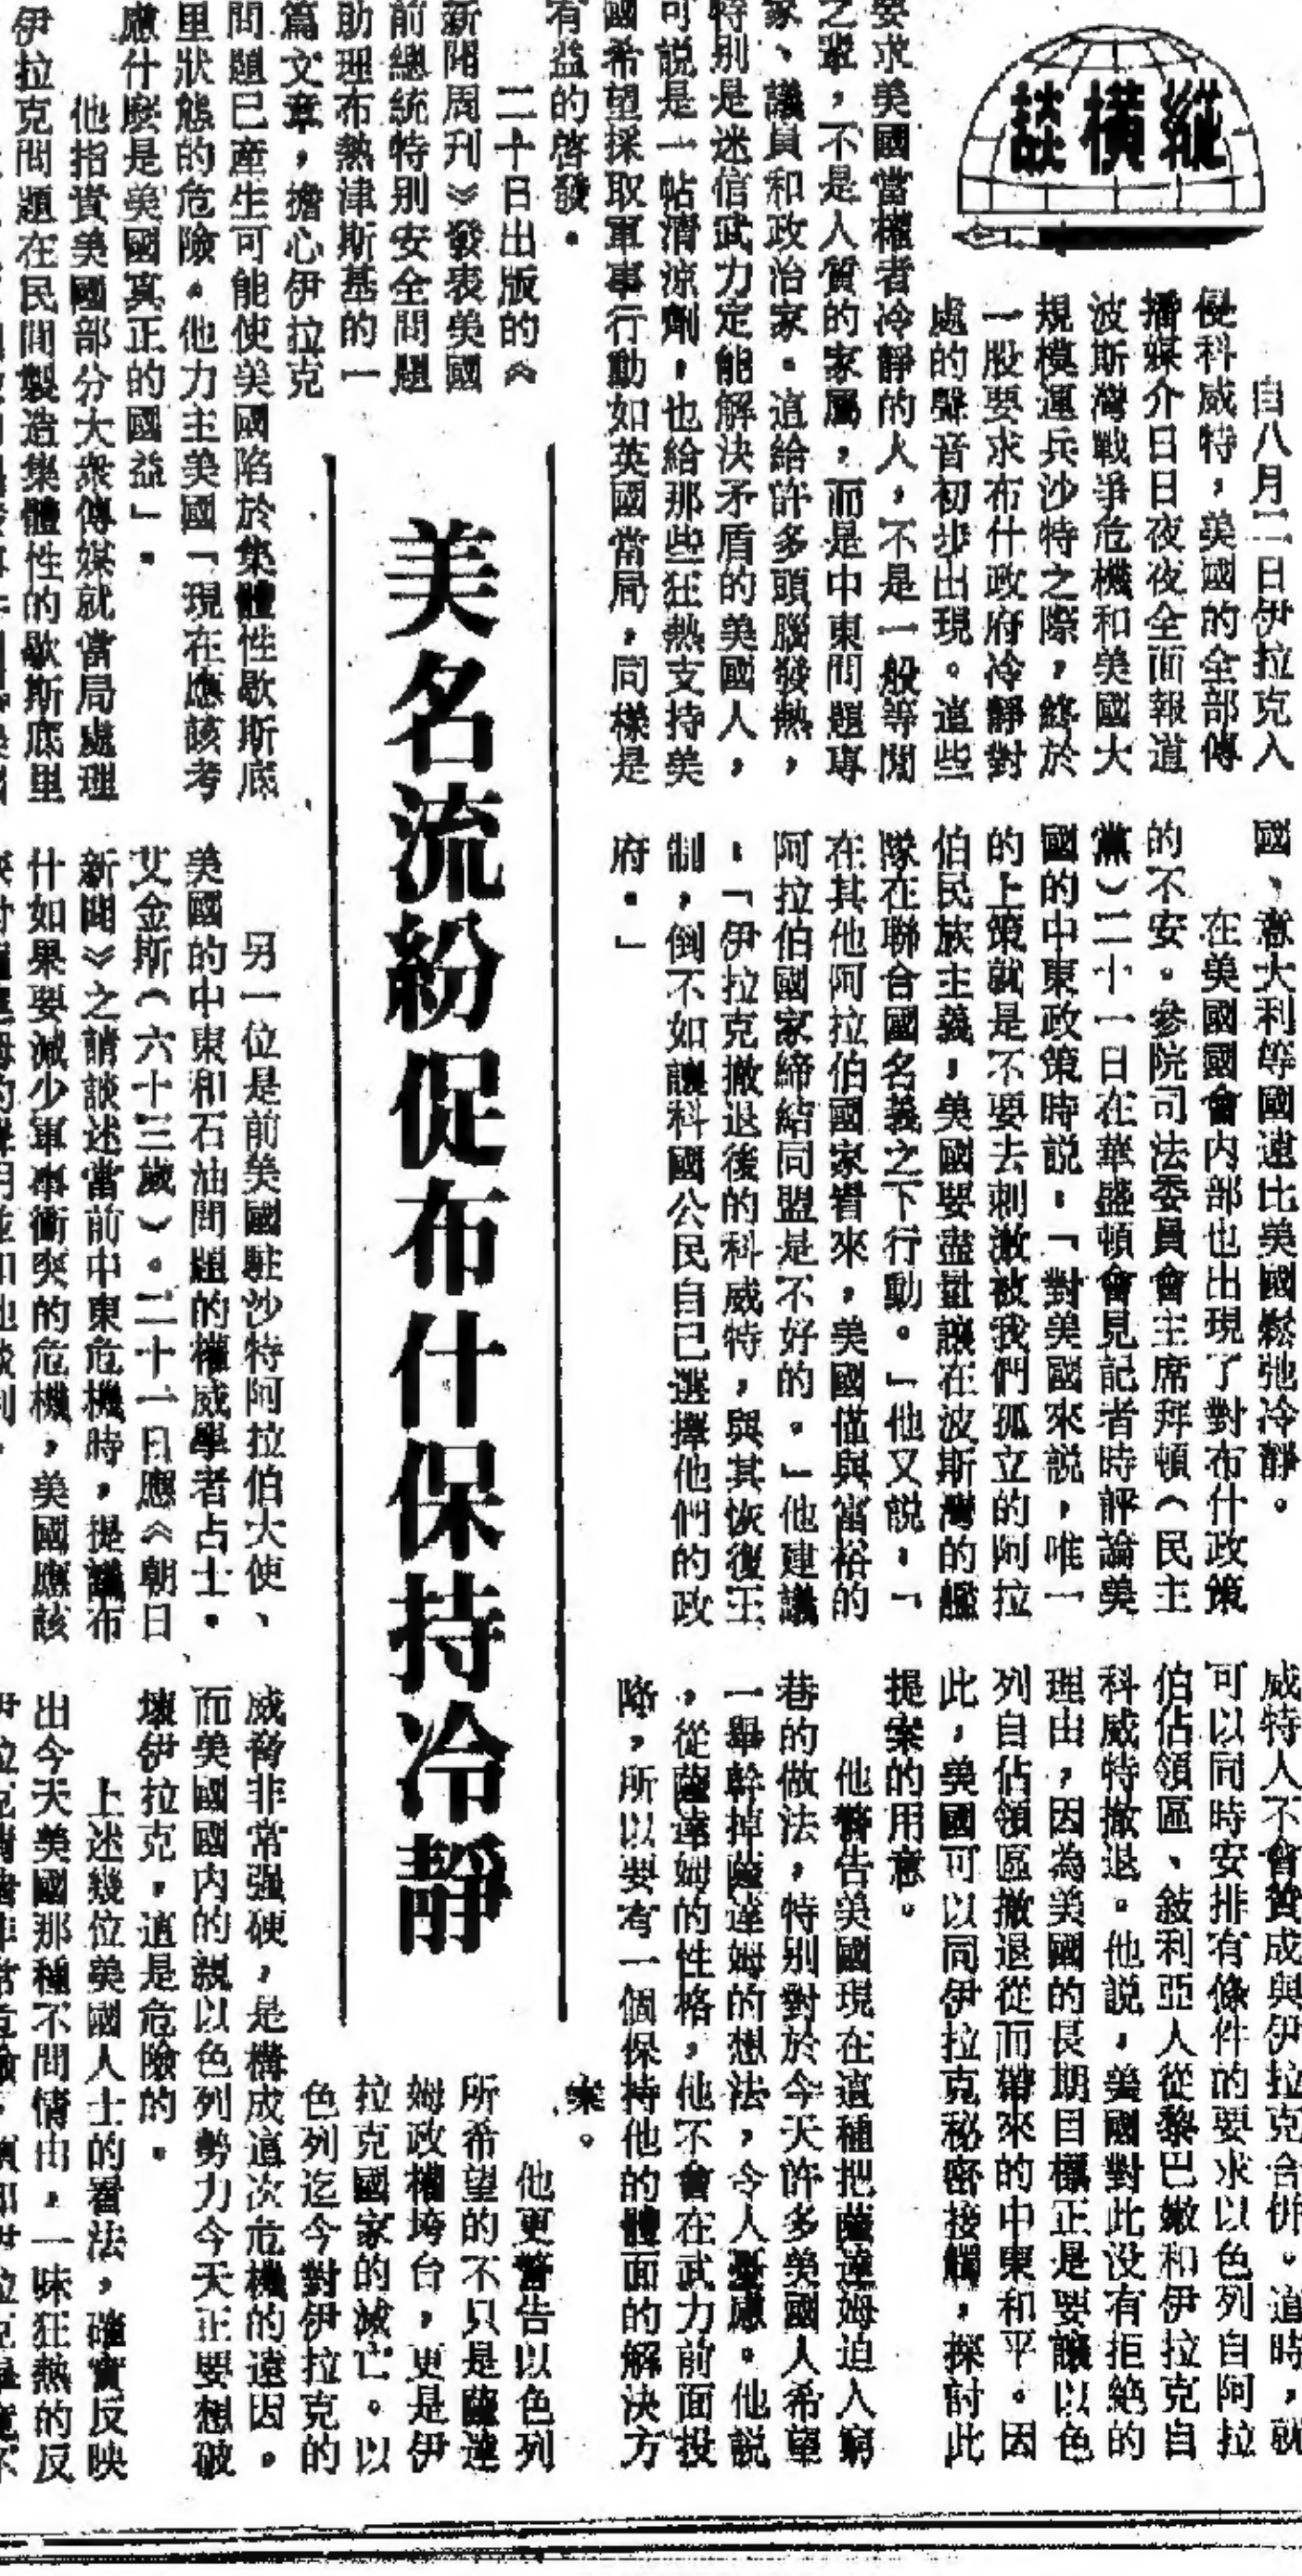 縱橫談
美名流紛促布什保持冷靜
自八月二日伊拉克入
侵科威特，美國的全部傳
播媒介日日夜夜全面報道
波斯灣戰爭危機和美國大
規模運兵沙特之際，終於
一股要求布什政府冷靜對
處的聲音初步出現。這些
要求美國當權者冷靜的人，不是一般等閒
之輩，不是人質的家屬，而是中東問題專
家、議員和政治家。這給許多頭腦發熱，
特别是迷信武力定能解決矛盾的美國人，
可説是一帖清涼劑，也給那些狂熱支持美
國希望採取軍事行動如英國當局，同樣是
有益的啓發。
二十日出版的《
新聞周刊》發表美國
前總統特别安全問題
助理布熱津斯基的一
篇文章，擔心伊拉克
問題已產生可能使美國陷於集體性歇斯底
里狀態的危險。他力主美國「現在應該考
慮什麽是美國真正的國益」。
他指責美國部分大衆傳媒就當局處理
伊拉克問題在民間製造集體性的歇斯底里
國、意大利等國遠比美國鬆弛冷靜。
在美國國會内部也出現了對布什政策
的不安。參院司法委員會主席拜頓（民主
黨）二十一日在華盛頓會見記者時評論美
國的中東政策時説：「對美國來説，唯一
的上策就是不要去刺激被我們孤立的阿拉
伯民族主義，美國要盡量讓在波斯灣的艦
隊在聯合國名義之下行動。」他又説：「
在其他阿拉伯國家看來，美國僅與富裕的
阿拉伯國家締結同盟是不好的。」他建議
：「伊拉克撤退後的科威特，與其恢復王
制，倒不如讓科國公民自己選擇他們的政
府。」
另一位是前美國駐沙特阿拉伯大使、
美國的中東和石油問題的權威學者占士·
艾金斯（六十三歲）。二十一日應《朝日
新聞》之請談述當前中東危機時，提議布
什如果要減少軍事衝突的危機，美國應該
威特人不會贊成與伊拉克合併。這時，就
可以同時安排有條件的要求以色列自阿拉
伯佔領區、敍利亞人從黎巴嫩和伊拉克自
科威特撤退。他説，美國對此没有拒絶的
理由，因為美國的長期目標正是要讓以色
列自佔領區撤退從而帶來的中東和平。因
此，美國可以同伊拉克秘密接觸，探討此
提案的用意。
他警告美國現在這種把薩達姆迫入窮
巷的做法，特别對於今天許多美國人希望
一舉幹掉薩達姆的想法，令人憂慮。他説
，從薩達姆的性格，他不會在武力前面投
降，所以要有一個保持他的體面的解決方
案。
他更警告以色列
所希望的不只是薩達
姆政權垮台，更是伊
拉克國家的滅亡。以
色列迄今對伊拉克的
威脅非常强硬，是構成這次危機的遠因。
而美國國内的親以色列勢力今天正要想破
壞伊拉克，這是危險的。
上述幾位美國人士的看法，確實反映
出今天美國那種不問情由，一味狂熱的反